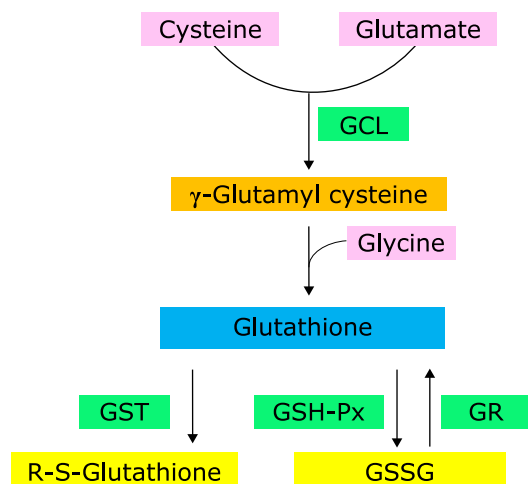 Cysteine
Glutamate
GCL
γ-Glutamyl cysteine
Glycine
Glutathione
GST
GSH-Px
GR
R-S-Glutathione
GSSG